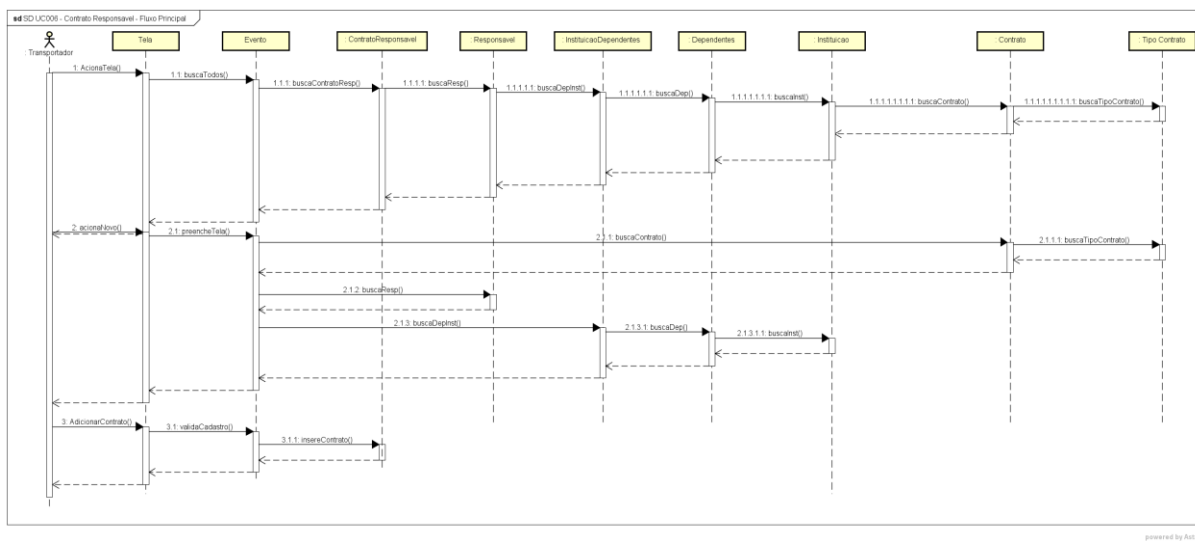 sd SD UC006 - Contrato Responsavel - Fluxo Principal
: Transportador
Tela
Evento
ContratoResponsavel
: Responsavel
: InstituicaoDependentes
Dependentes
Instituicao
: Contrato
: Tipo Contrato
1: AcionaTela()
1.1: buscaTodos()
1.1.1: buscaContratoResp()
1.1.1.1: buscaResp()
1.1.1.1.1: buscaDepInst()
1.1.1.1.1.1: buscaDep()
1.1.1.1.1.1.1: buscaInst()
1.1.1.1.1.1.1.1: buscaContrato()
1.1.1.1.1.1.1.1.1: buscaTipoContrato()
2: acionaNovo()
2.1: preencheTela()
2.1.1: buscaContrato()
2.1.1.1: buscaTipoContrato()
2.1.2: buscaResp()
2.1.3: buscaDepInst()
2.1.3.1: buscaDep()
2.1.3.1.1: buscaInst()
3: AdicionarContrato()
3.1: validaCadastro()
3.1.1: insereContrato()
powered by Ast